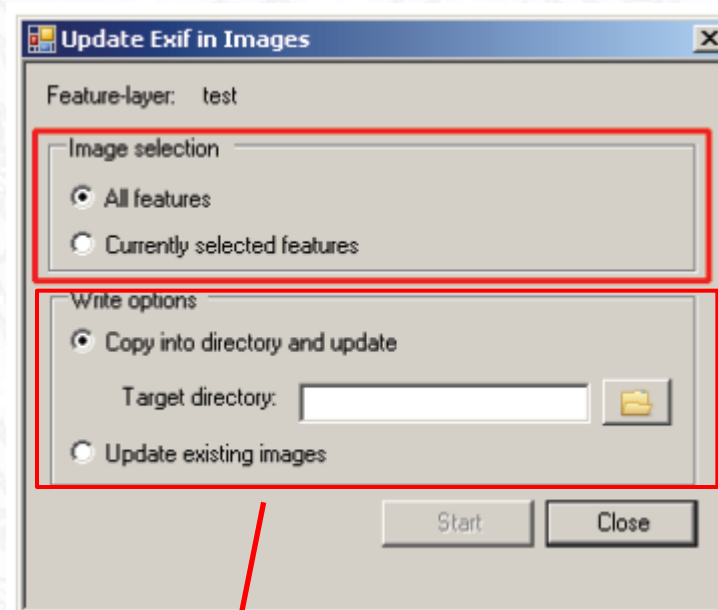 Update Exif in Images
Feature-layer: test
Image selection
All features
Currently selected features
Write options
Copy into directory and update
Target directory:
Update existing images
Start Close